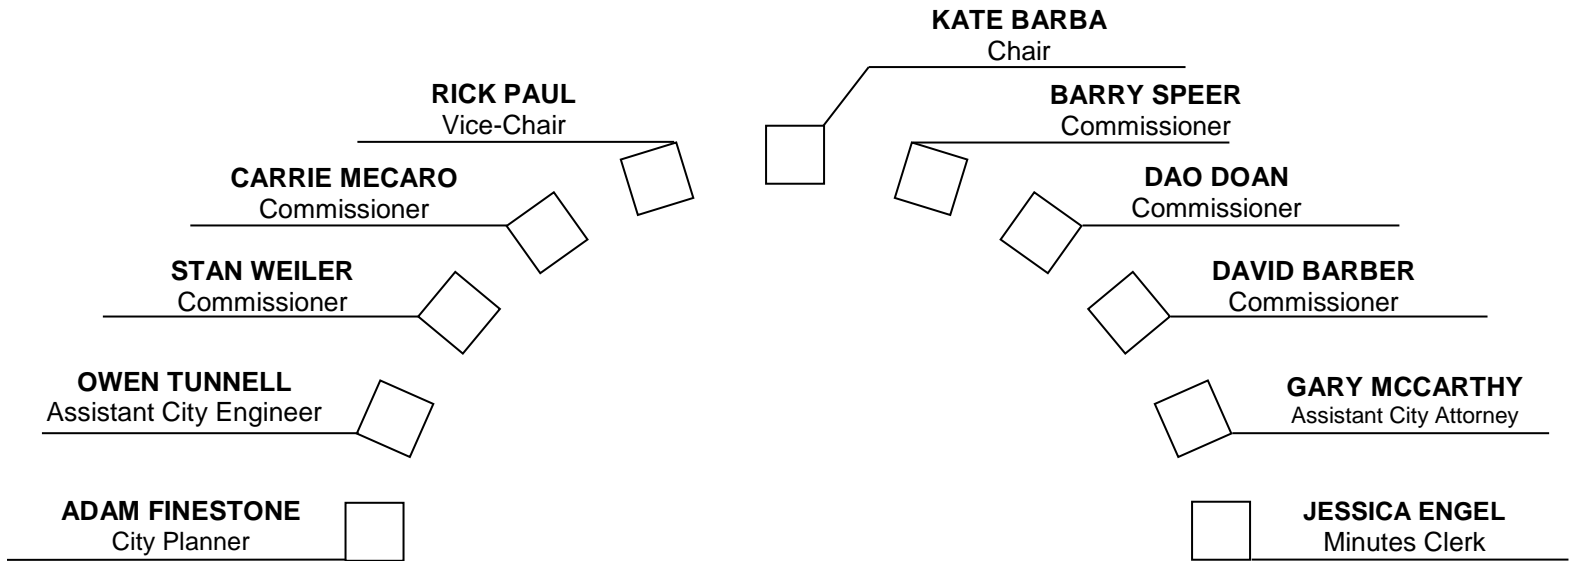 KATE BARBA
Chair
RICK PAUL
Vice-Chair
BARRY SPEER
Commissioner
CARRIE MECARO
Commissioner
DAO DOAN
Commissioner
STAN WEILER
Commissioner
DAVID BARBER
Commissioner
OWEN TUNNELL
Assistant City Engineer
GARY MCCARTHY
Assistant City Attorney
ADAM FINESTONE
City Planner
JESSICA ENGEL
Minutes Clerk